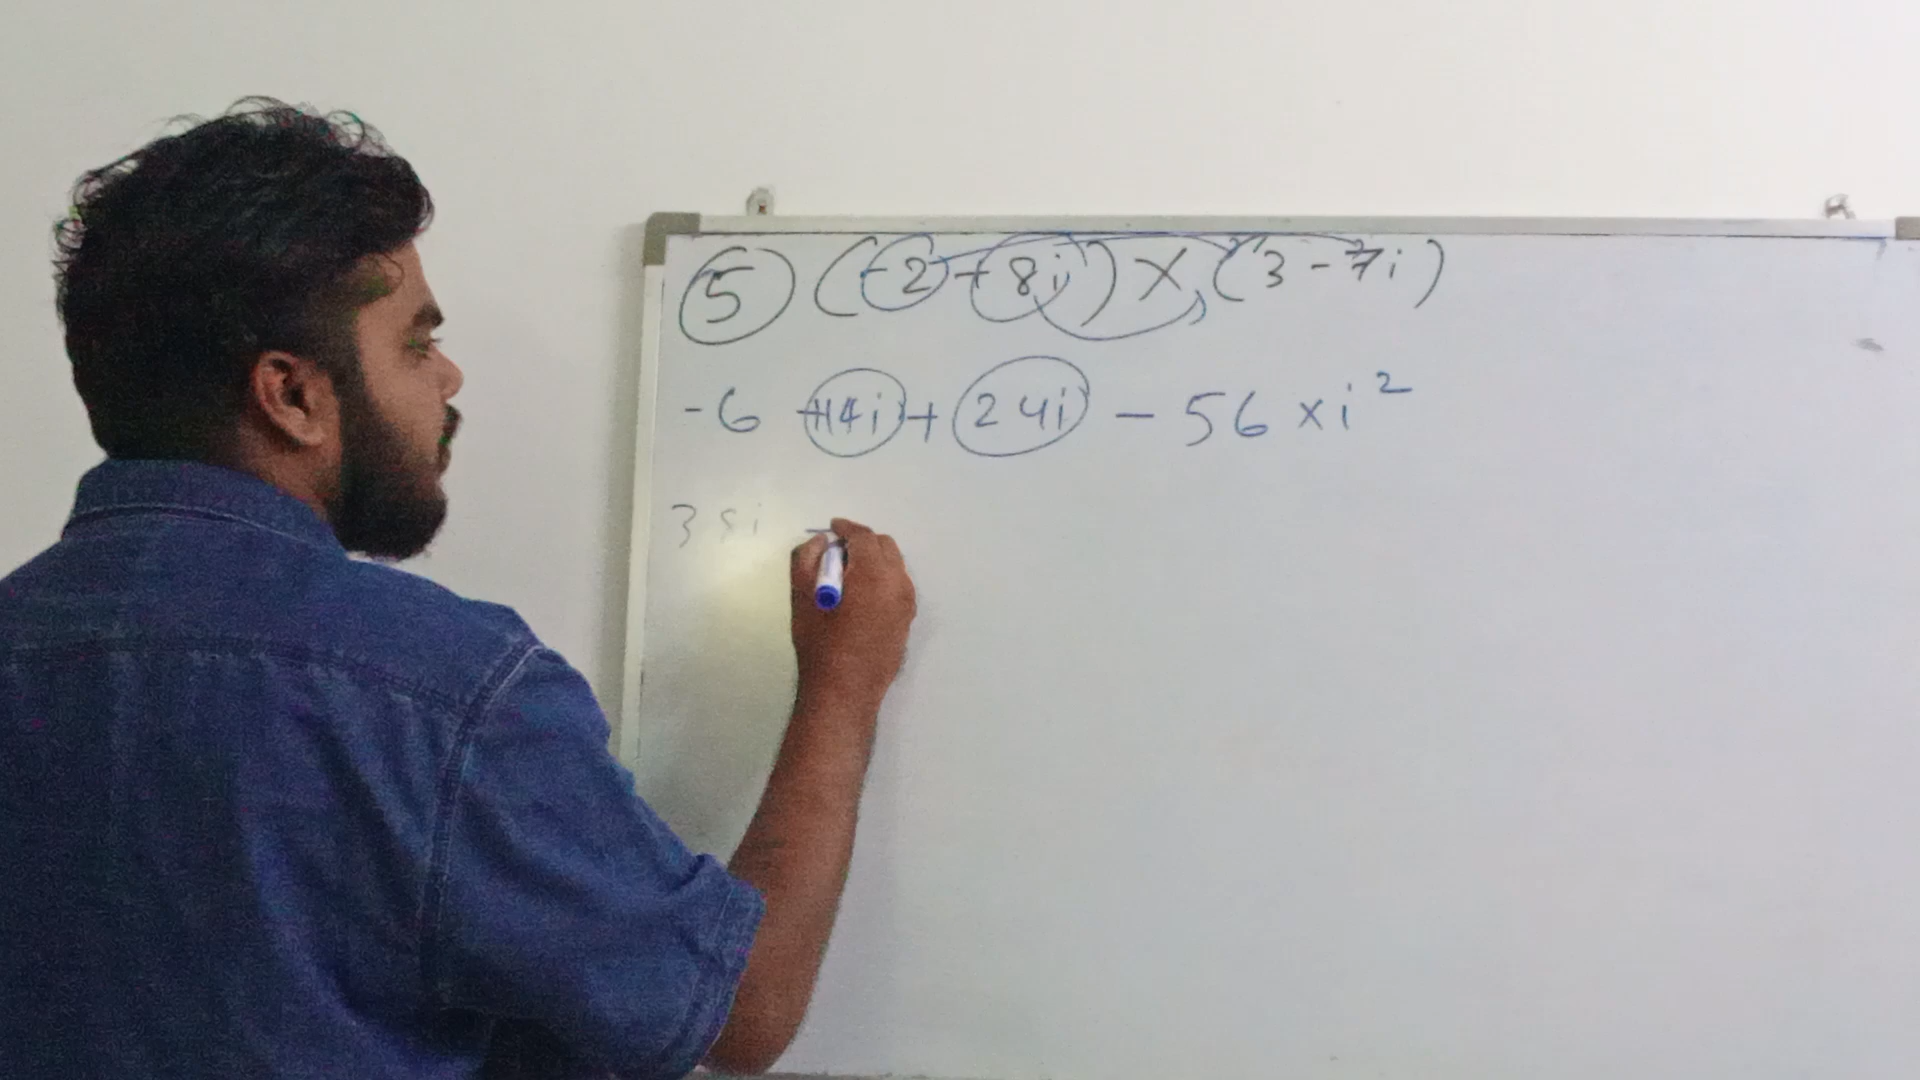 5 (-2+8i) × (3-7i)
-6 +14i + 24i - 56 × i²
38i -